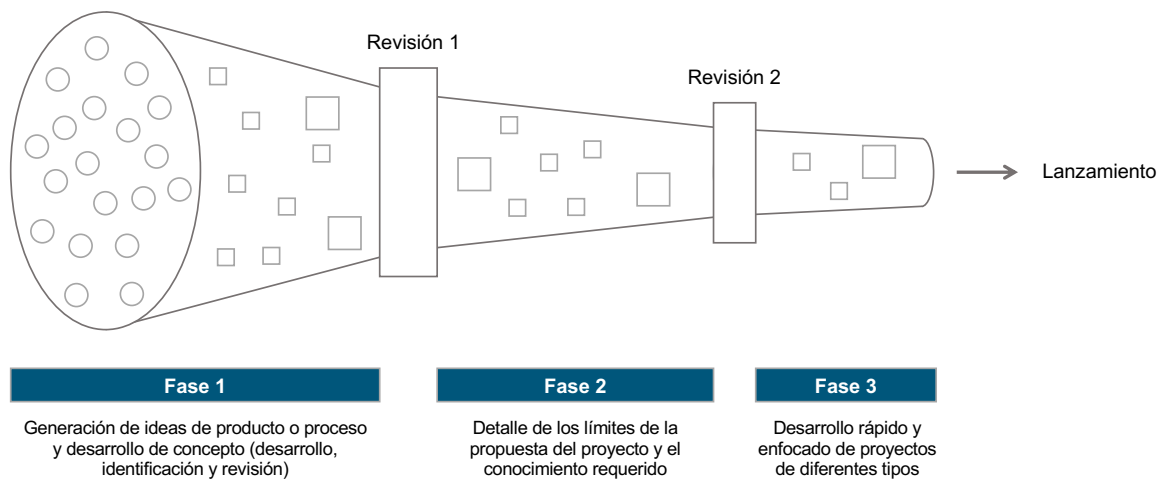 Revisión 1
Revisión 2
Lanzamiento
Fase 1
Generación de ideas de producto o proceso
y desarrollo de concepto (desarrollo,
identificación y revisión)
Fase 2
Detalle de los límites de la
propuesta del proyecto y el
conocimiento requerido
Fase 3
Desarrollo rápido y
enfocado de proyectos
de diferentes tipos